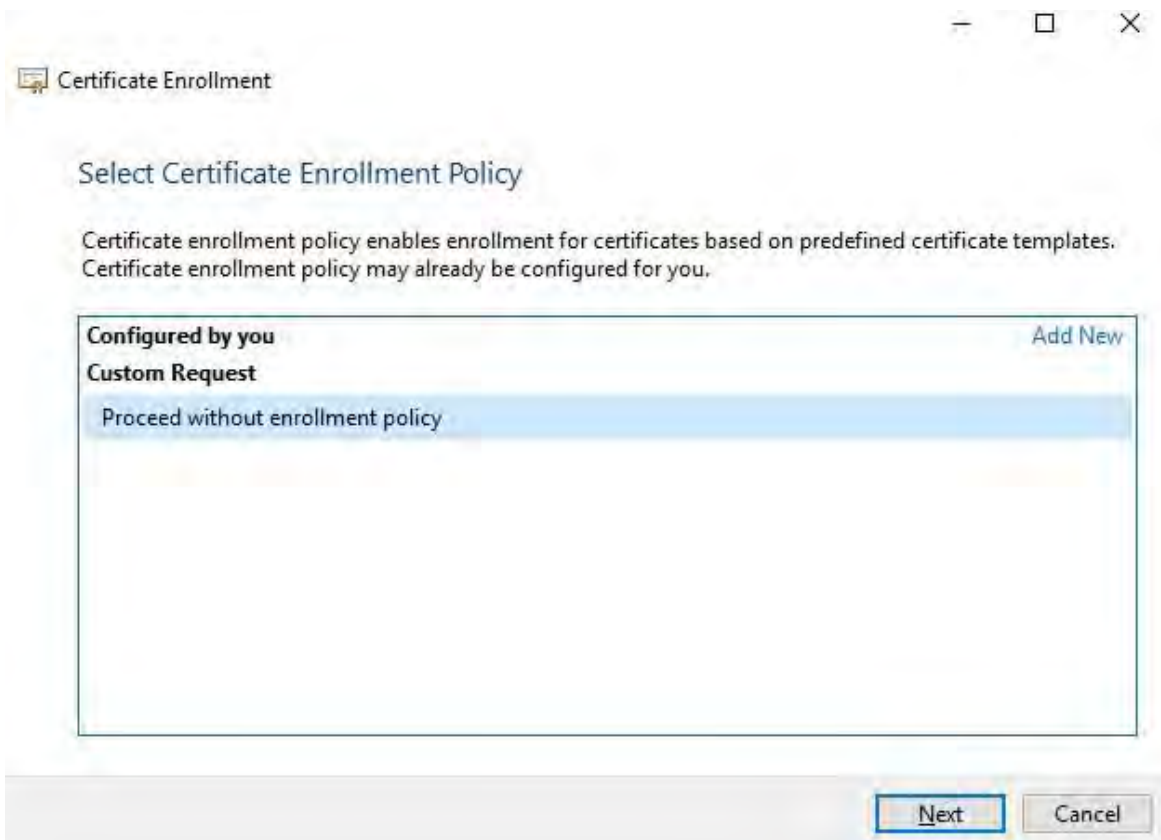 Certificate Enrollment
Select Certificate Enrollment Policy
Certificate enrollment policy enables enrollment for certificates based on predefined certificate templates.
Certificate enrollment policy may already be configured for you.
Configured by you Add New
Custom Request
Proceed without enrollment policy
Next Cancel